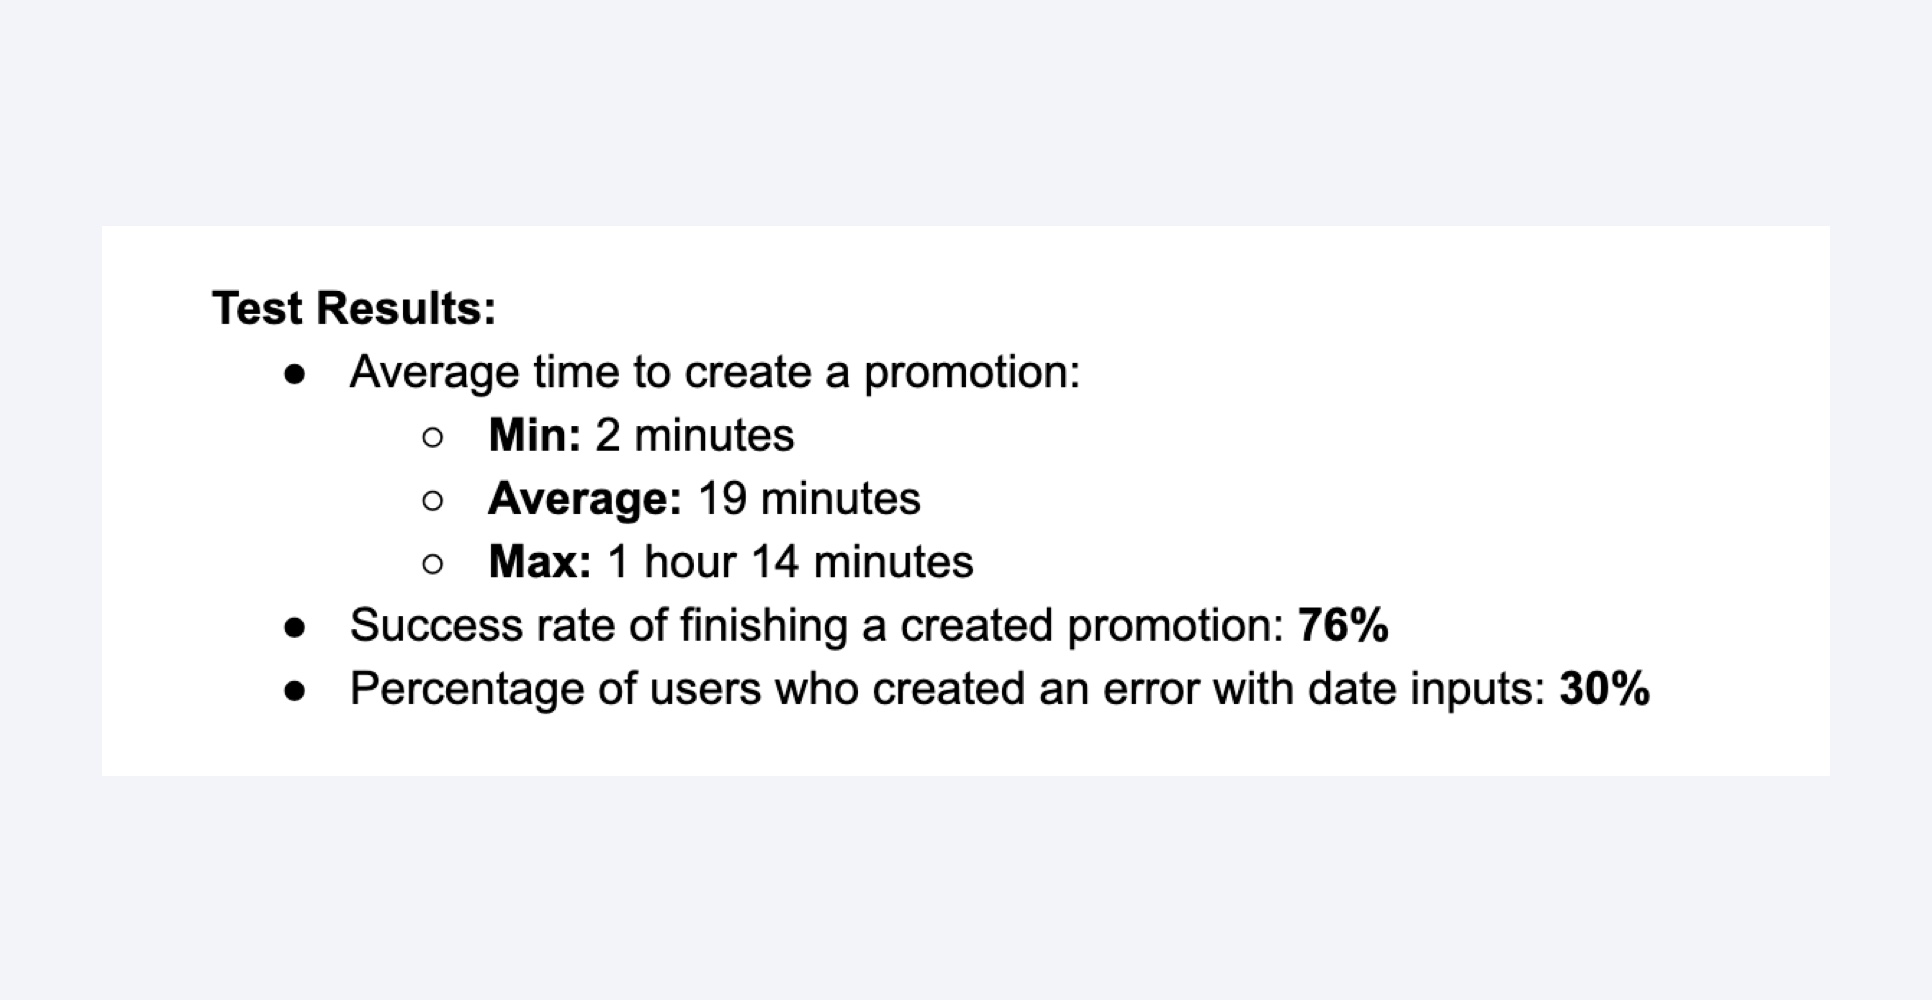 Test Results:
● Average time to create a promotion:
○ Min: 2 minutes
○ Average: 19 minutes
○ Max: 1 hour 14 minutes
● Success rate of finishing a created promotion: 76%
● Percentage of users who created an error with date inputs: 30%